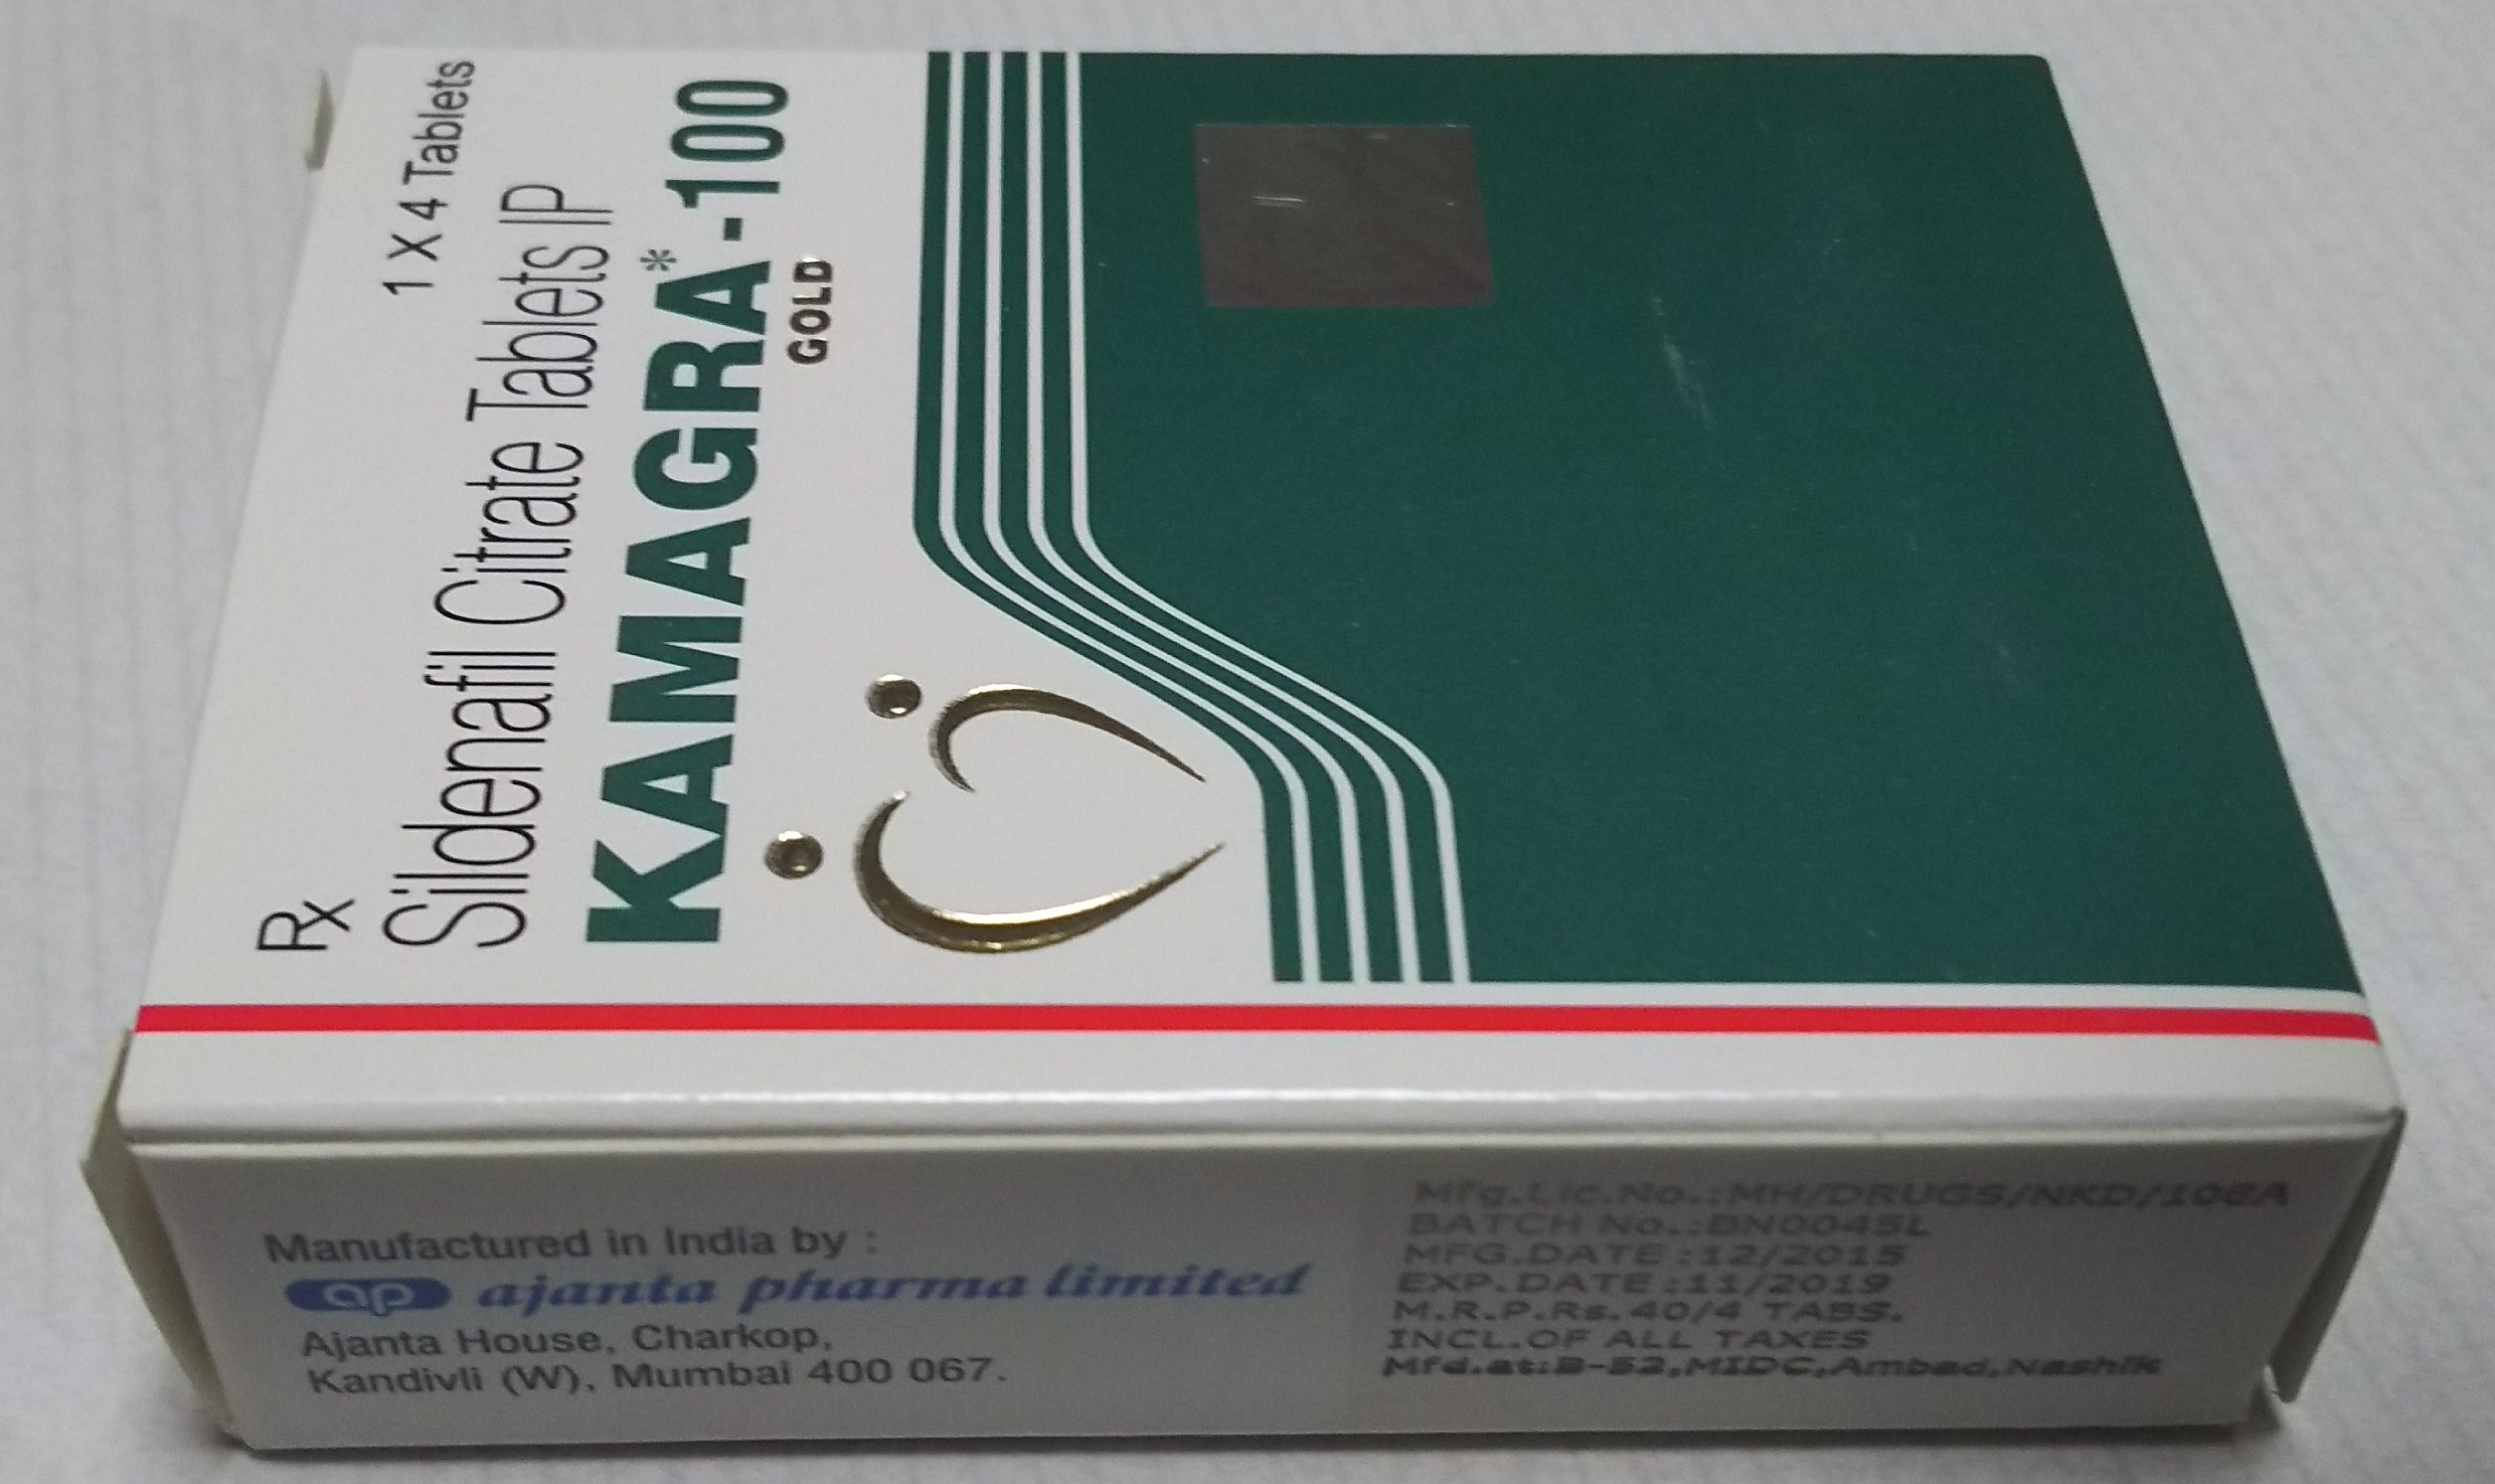 Rx
1 X 4 Tablets
Sildenafil Citrate Tablets IP
KAMAGRA*-100
GOLD
Manufactured in India by :
ap ajanta pharma limited
Ajanta House, Charkop,
Kandivli (W), Mumbai 400 067.
Mfg.Lic.No.:MH/DRUGS/NKD/108A
BATCH No.:BN0045L
MFG.DATE :12/2015
EXP.DATE :11/2019
M.R.P.Rs.40/4 TABS.
INCL.OF ALL TAXES
Mfd.at:B-52,MIDC,Ambad,Nashik